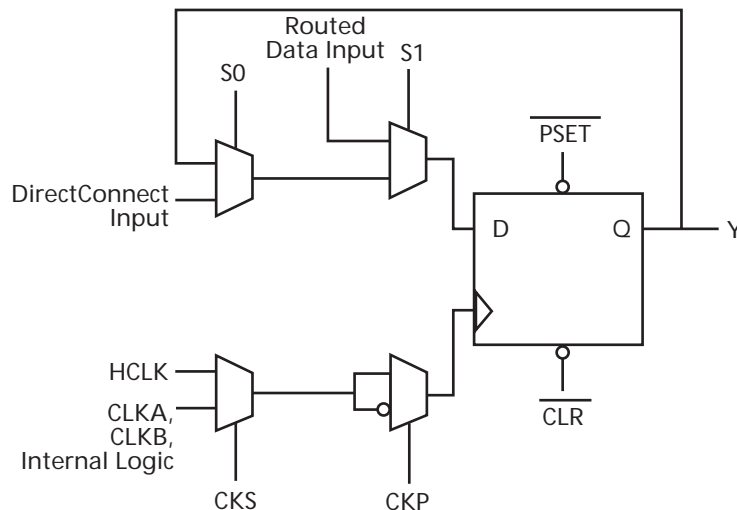 Routed
Data Input
S1
S0
PSET
DirectConnect
Input
D
Q
Y
HCLK
CLKA,
CLKB,
Internal Logic
CLR
CKS
CKP